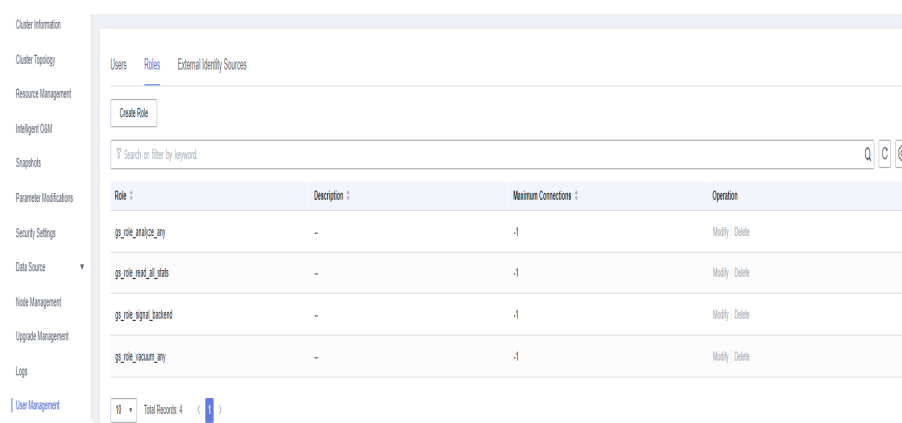 Cluster Information
Cluster Topology
Resource Management
Intelligent O&M
Snapshots
Parameter Modifications
Security Settings
Data Source
Node Management
Upgrade Management
Logs
User Management
Users Roles External Identity Sources
Create Role
Search or filter by keyword.
Role Description Maximum Connections Operation
gs_role_analyze_any -- -1 Modify | Delete
gs_role_read_all_stats -- -1 Modify | Delete
gs_role_signal_backend -- -1 Modify | Delete
gs_role_vacuum_any -- -1 Modify | Delete
10 Total Records: 4 < 1 >